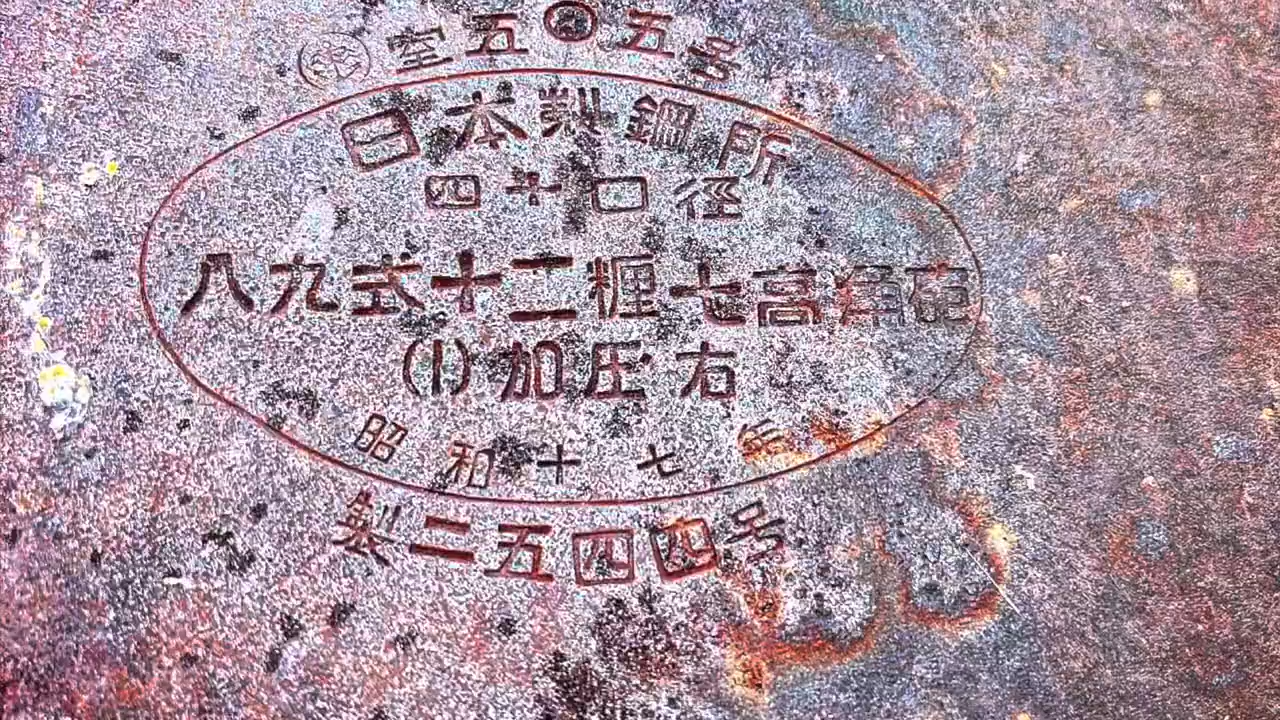 室五〇五号
日本製鋼所
四十口径
八九式十二糎七高角砲
(1)加圧右
昭和十七年
製二五四四号